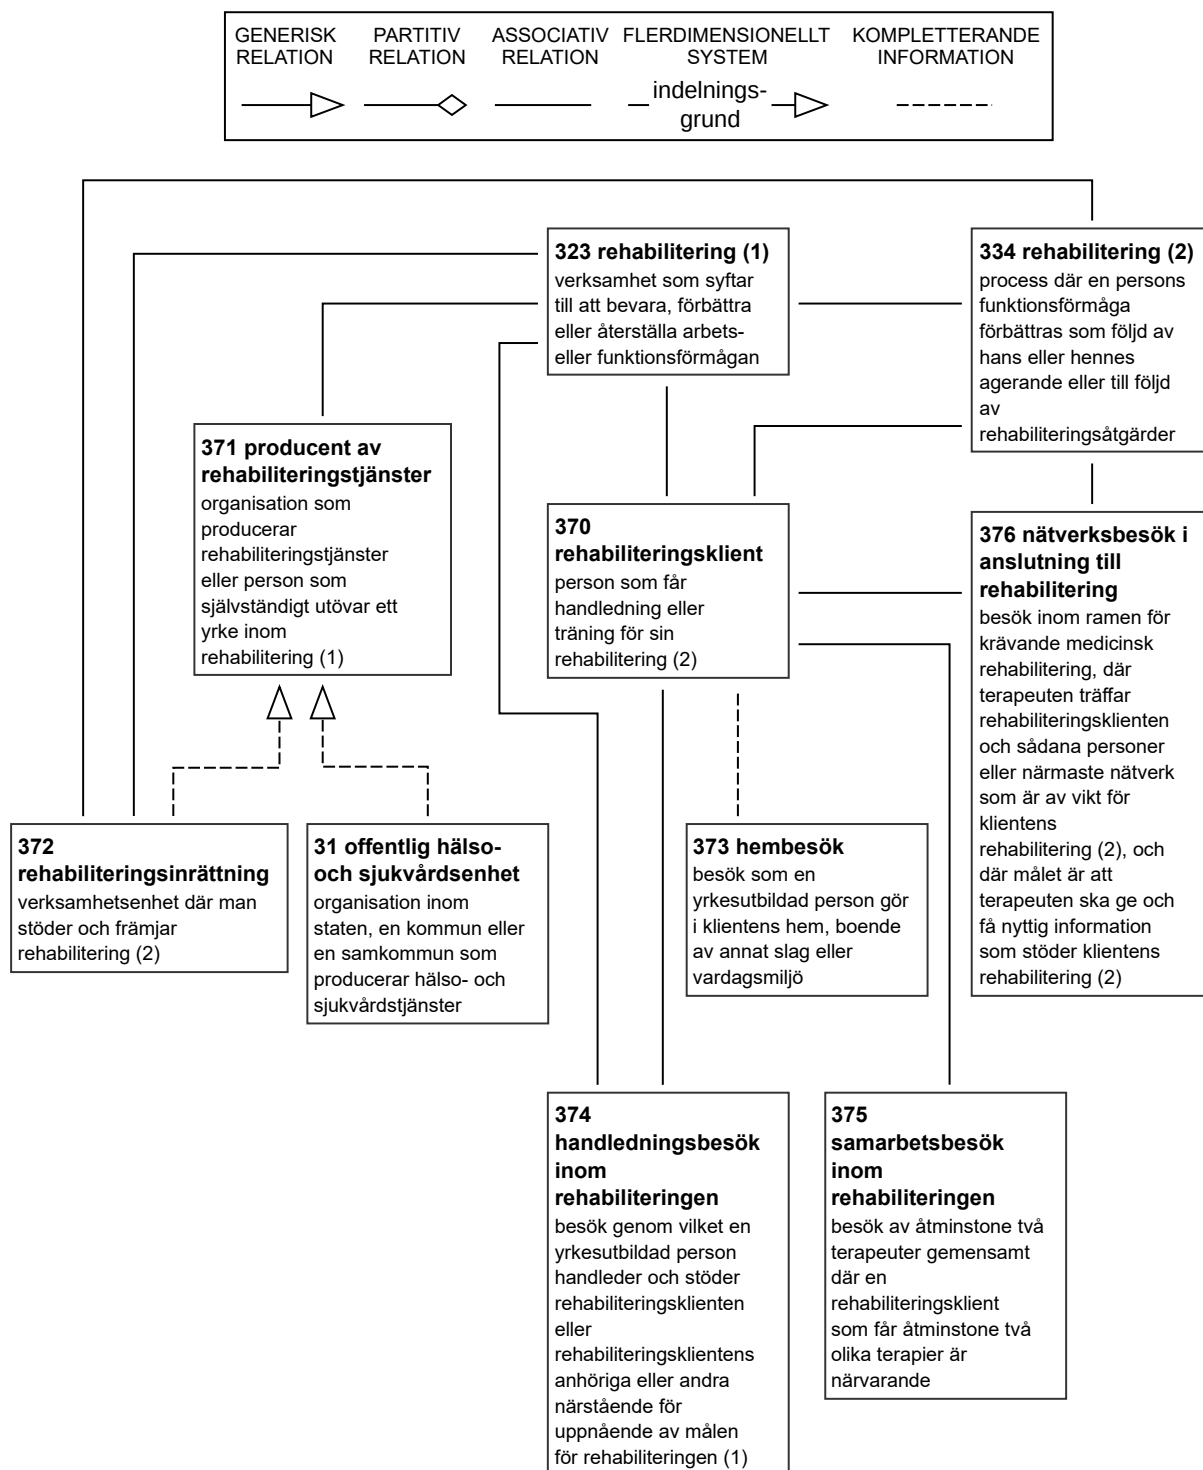 GENERISK
RELATION
PARTITIV
RELATION
ASSOCIATIV
RELATION
FLERDIMENSIONELLT
SYSTEM
KOMPLETTERANDE
INFORMATION
indelnings-
grund
323 rehabilitering (1)
verksamhet som syftar
till att bevara, förbättra
eller återställa arbets-
eller funktionsförmågan
334 rehabilitering (2)
process där en persons
funktionsförmåga
förbättras som följd av
hans eller hennes
agerande eller till följd
av
rehabiliteringsåtgärder
371 producent av
rehabiliteringstjänster
organisation som
producerar
rehabiliteringstjänster
eller person som
självständigt utövar ett
yrke inom
rehabilitering (1)
370
rehabiliteringsklient
person som får
handledning eller
träning för sin
rehabilitering (2)
376 nätverksbesök i
anslutning till
rehabilitering
besök inom ramen för
krävande medicinsk
rehabilitering, där
terapeuten träffar
rehabiliteringsklienten
och sådana personer
eller närmaste nätverk
som är av vikt för
klientens
rehabilitering (2), och
där målet är att
terapeuten ska ge och
få nyttig information
som stöder klientens
rehabilitering (2)
372
rehabiliteringsinrättning
verksamhetsenhet där man
stöder och främjar
rehabilitering (2)
31 offentlig hälso-
och sjukvårdsenhet
organisation inom
staten, en kommun eller
en samkommun som
producerar hälso- och
sjukvårdstjänster
373 hembesök
besök som en
yrkesutbildad person gör
i klientens hem, boende
av annat slag eller
vardagsmiljö
374
handledningsbesök
inom
rehabiliteringen
besök genom vilket en
yrkesutbildad person
handleder och stöder
rehabiliteringsklienten
eller
rehabiliteringsklientens
anhöriga eller andra
närstående för
uppnående av målen
för rehabiliteringen (1)
375
samarbetsbesök
inom
rehabiliteringen
besök av åtminstone två
terapeuter gemensamt
där en
rehabiliteringsklient
som får åtminstone två
olika terapier är
närvarande